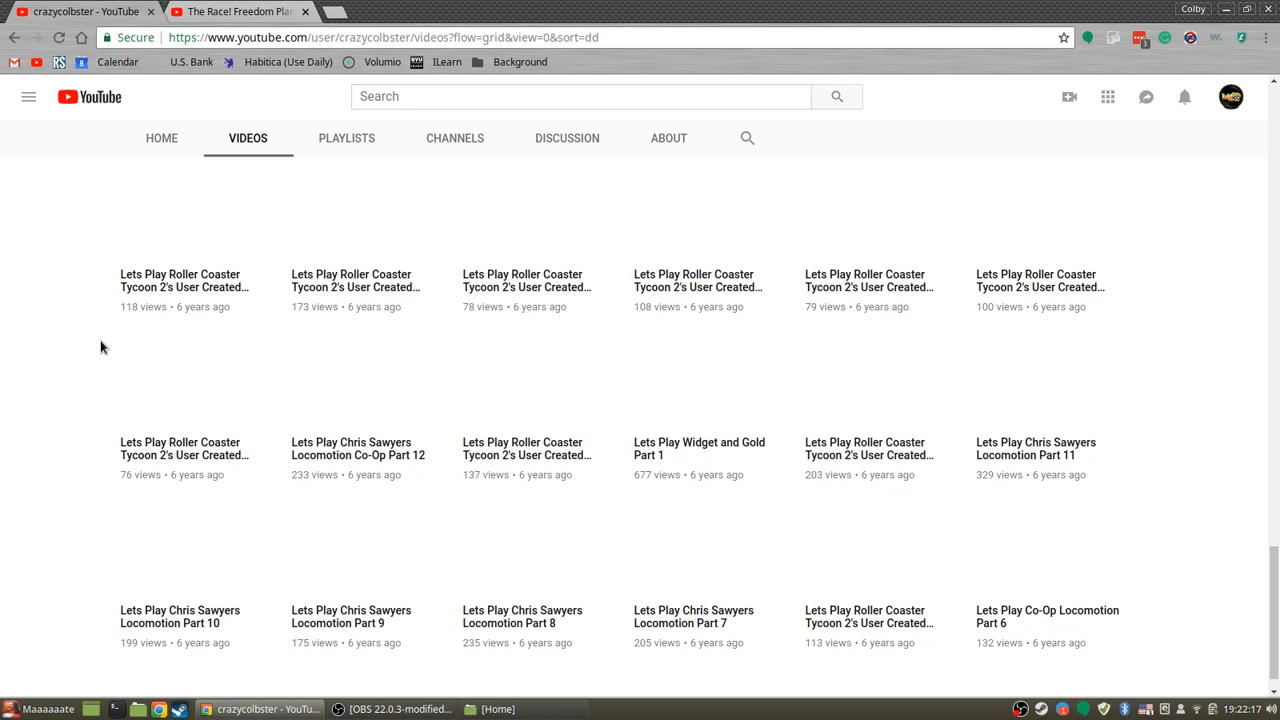 crazycolbster - YouTube
The Race! Freedom Plan
Colby
Secure
https://www.youtube.com/user/crazycolbster/videos?flow=grid&view=0&sort=dd
3
Calendar
U.S. Bank
Habitica (Use Daily)
Volumio
ILearn
Background
YouTube
Search
HOME
VIDEOS
PLAYLISTS
CHANNELS
DISCUSSION
ABOUT
Lets Play Roller Coaster
Tycoon 2's User Created...
118 views • 6 years ago
Lets Play Roller Coaster
Tycoon 2's User Created...
173 views • 6 years ago
Lets Play Roller Coaster
Tycoon 2's User Created...
78 views • 6 years ago
Lets Play Roller Coaster
Tycoon 2's User Created...
108 views • 6 years ago
Lets Play Roller Coaster
Tycoon 2's User Created...
79 views • 6 years ago
Lets Play Roller Coaster
Tycoon 2's User Created...
100 views • 6 years ago
Lets Play Roller Coaster
Tycoon 2's User Created...
76 views • 6 years ago
Lets Play Chris Sawyers
Locomotion Co-Op Part 12
233 views • 6 years ago
Lets Play Roller Coaster
Tycoon 2's User Created...
137 views • 6 years ago
Lets Play Widget and Gold
Part 1
677 views • 6 years ago
Lets Play Roller Coaster
Tycoon 2's User Created...
203 views • 6 years ago
Lets Play Chris Sawyers
Locomotion Part 11
329 views • 6 years ago
Lets Play Chris Sawyers
Locomotion Part 10
199 views • 6 years ago
Lets Play Chris Sawyers
Locomotion Part 9
175 views • 6 years ago
Lets Play Chris Sawyers
Locomotion Part 8
235 views • 6 years ago
Lets Play Chris Sawyers
Locomotion Part 7
205 views • 6 years ago
Lets Play Roller Coaster
Tycoon 2's User Created...
113 views • 6 years ago
Lets Play Co-Op Locomotion
Part 6
132 views • 6 years ago
Maaaaaate
crazycolbster - YouTu...
[OBS 22.0.3-modified...
[Home]
19:22:17